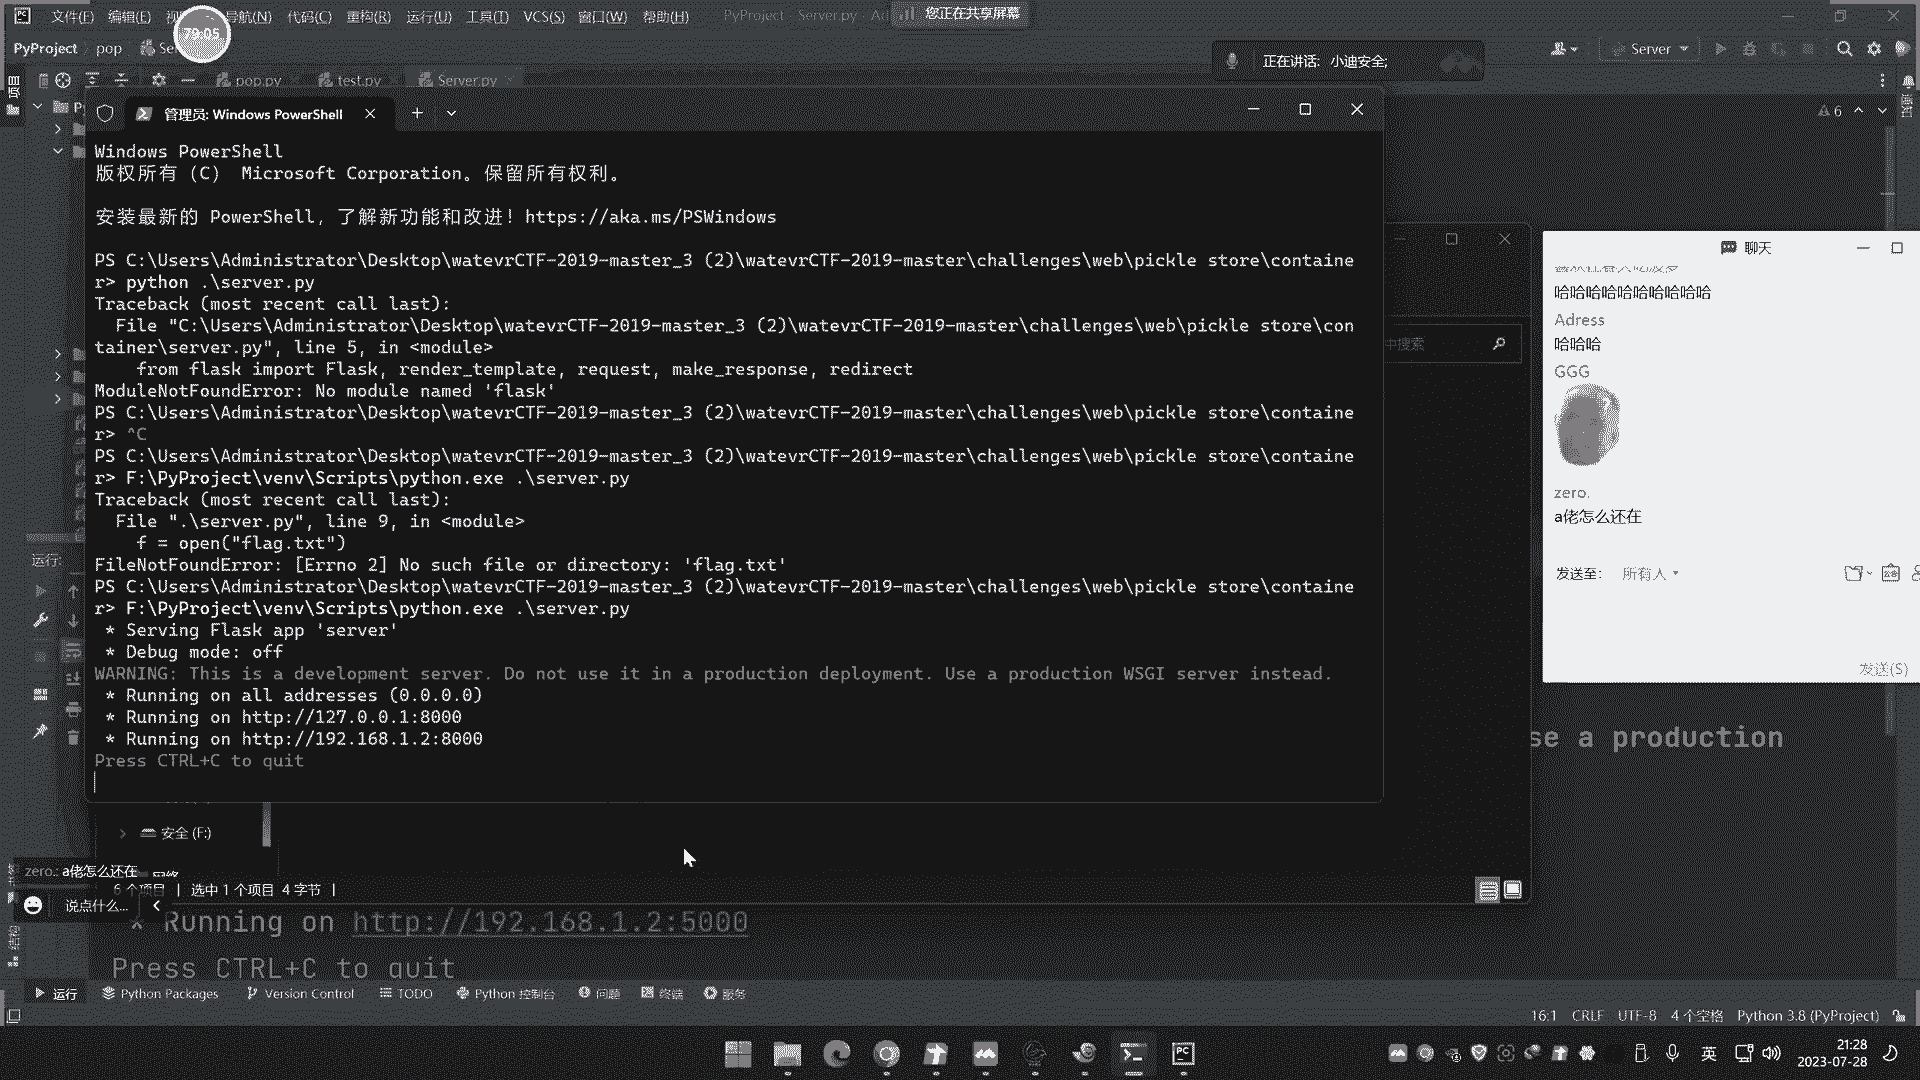 文件(F) 编辑(E) 导航(N) 代码(C) 重构(R) 运行(U) 工具(T) VCS(S) 窗口(W) 帮助(H) PyProject - Server.py
您正在共享屏幕
79:05
PyProject pop
Server
正在讲话: 小迪安全;
项目
pop.py test.py Server.py
6
管理员: Windows PowerShell
Windows PowerShell
版权所有 (C) Microsoft Corporation。保留所有权利。
安装最新的 PowerShell，了解新功能和改进！https://aka.ms/PSWindows
PS C:\Users\Administrator\Desktop\watevrCTF-2019-master_3 (2)\watevrCTF-2019-master\challenges\web\pickle store\containe
r> python .\server.py
Traceback (most recent call last):
File "C:\Users\Administrator\Desktop\watevrCTF-2019-master_3 (2)\watevrCTF-2019-master\challenges\web\pickle store\con
tainer\server.py", line 5, in <module>
from flask import Flask, render_template, request, make_response, redirect
ModuleNotFoundError: No module named 'flask'
PS C:\Users\Administrator\Desktop\watevrCTF-2019-master_3 (2)\watevrCTF-2019-master\challenges\web\pickle store\containe
r> ^C
PS C:\Users\Administrator\Desktop\watevrCTF-2019-master_3 (2)\watevrCTF-2019-master\challenges\web\pickle store\containe
r> F:\PyProject\venv\Scripts\python.exe .\server.py
Traceback (most recent call last):
File ".\server.py", line 9, in <module>
f = open("flag.txt")
FileNotFoundError: [Errno 2] No such file or directory: 'flag.txt'
PS C:\Users\Administrator\Desktop\watevrCTF-2019-master_3 (2)\watevrCTF-2019-master\challenges\web\pickle store\containe
r> F:\PyProject\venv\Scripts\python.exe .\server.py
* Serving Flask app 'server'
* Debug mode: off
WARNING: This is a development server. Do not use it in a production deployment. Use a production WSGI server instead.
* Running on all addresses (0.0.0.0)
* Running on http://127.0.0.1:8000
* Running on http://192.168.1.2:8000
Press CTRL+C to quit
中搜索
聊天
哈哈哈哈哈哈哈哈哈哈
Adress
哈哈哈
GGG
zero.
a佬怎么还在
发送至: 所有人
发送(S)
se a production
运行:
安全 (F:)
zero.: a佬怎么还在
网络
6 个项目 | 选中 1 个项目 4 字节 |
说点什么...
* Running on http://192.168.1.2:5000
Press CTRL+C to quit
结构
运行 Python Packages Version Control TODO Python 控制台 问题 终端 服务
16:1 CRLF UTF-8 4 个空格 Python 3.8 (PyProject)
英
21:28
2023-07-28